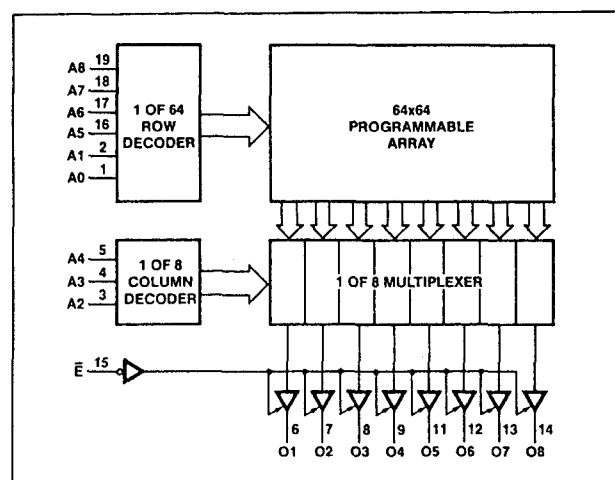 A8 19
A7 18
A6 17
A5 16
A1 2
A0 1
1 OF 64
ROW
DECODER
64x64
PROGRAMMABLE
ARRAY
A4 5
A3 4
A2 3
1 OF 8
COLUMN
DECODER
1 OF 8 MULTIPLEXER
E̅ 15
6 7 8 9 11 12 13 14
O1 O2 O3 O4 O5 O6 O7 O8